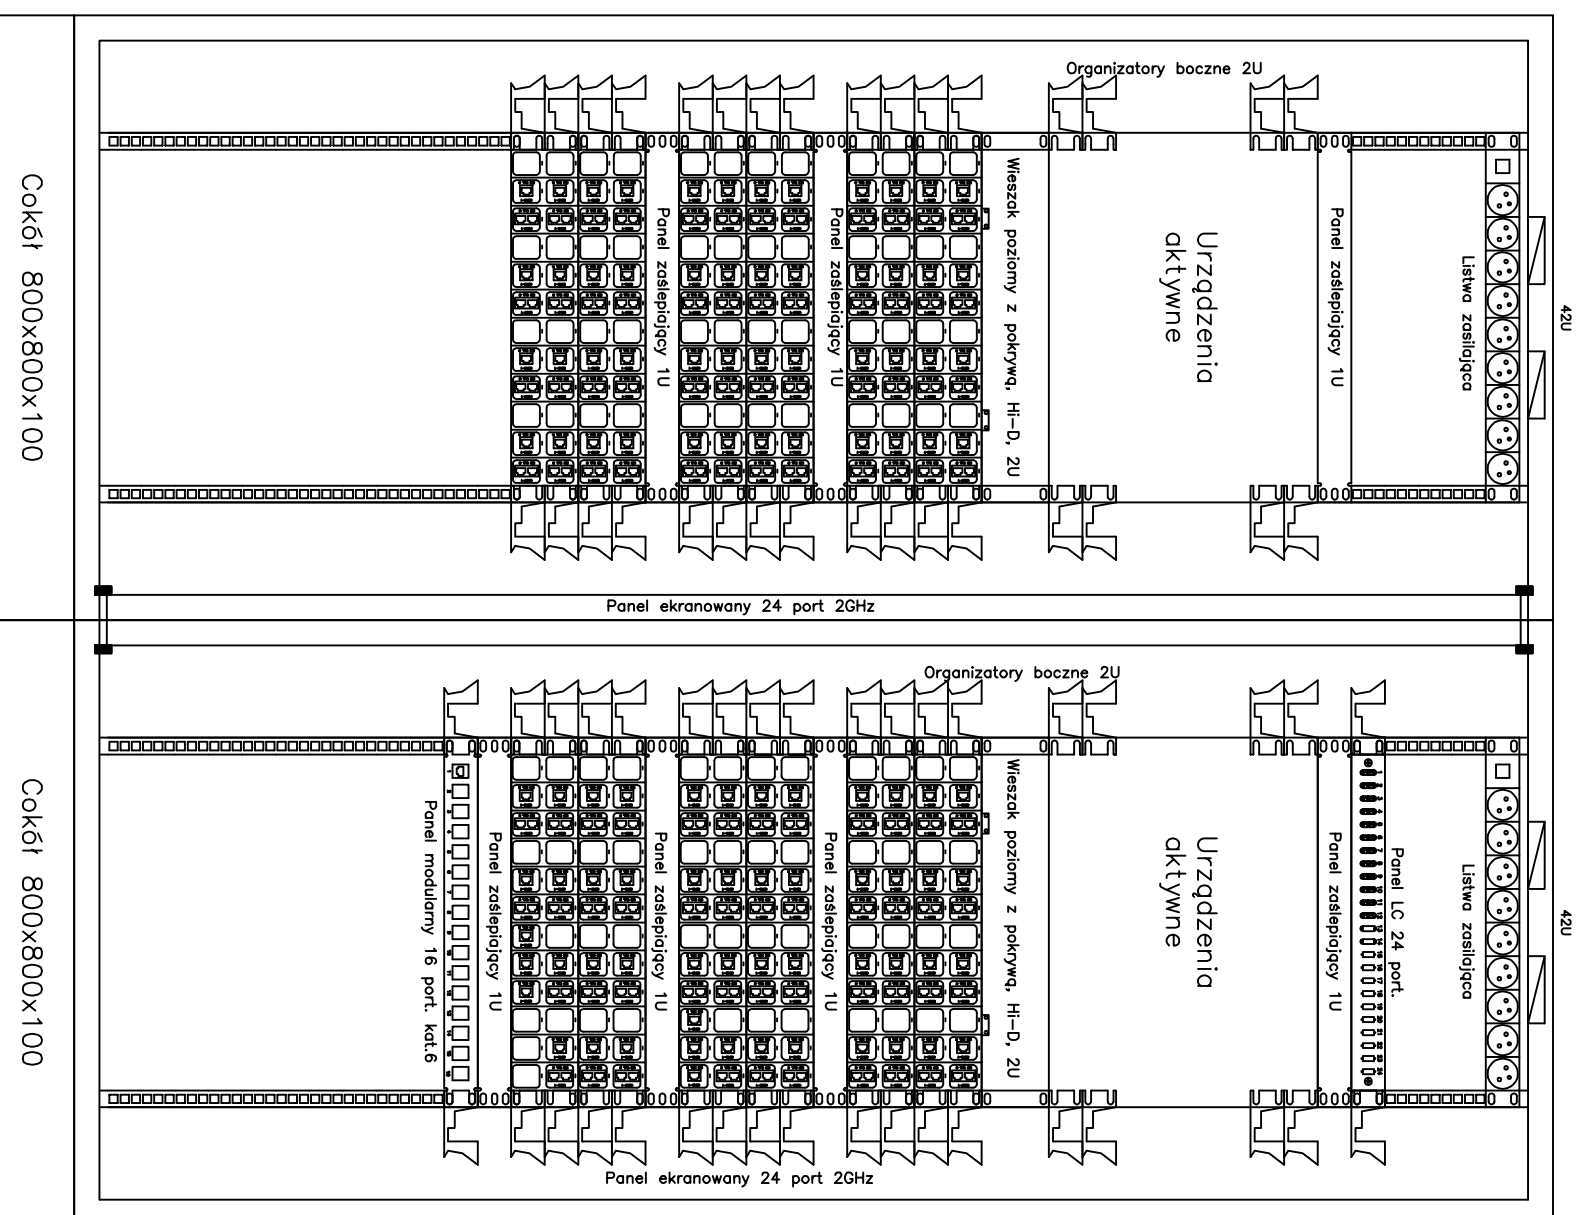 Organizatory boczne 2U
42U
Listwa zasilająca
Panel zaślepiający 1U
Urządzenia
aktywne
Wieszak poziomy z pokrywą, Hi-D, 2U
Panel zaślepiający 1U
Panel zaślepiający 1U
Cokół 800x800x100
Panel ekranowany 24 port 2GHz
Organizatory boczne 2U
42U
Listwa zasilająca
Panel LC 24 port.
Panel zaślepiający 1U
Urządzenia
aktywne
Wieszak poziomy z pokrywą, Hi-D, 2U
Panel zaślepiający 1U
Panel zaślepiający 1U
Panel zaślepiający 1U
Panel modularny 16 port. kat.6
Cokół 800x800x100
Panel ekranowany 24 port 2GHz